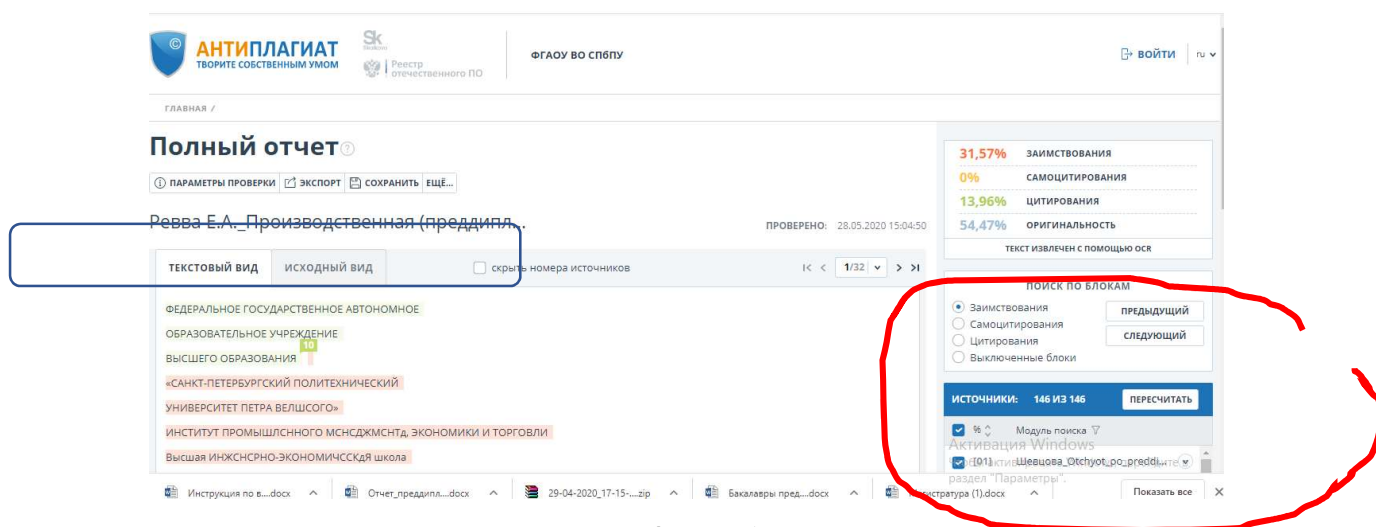 АНТИПЛАГИАТ
ТВОРИТЕ СОБСТВЕННЫМ УМОМ
Sk
Реестр
отечественного ПО
ФГАОУ ВО СПбПУ
ВОЙТИ
ru
ГЛАВНАЯ /
Полный отчет
ПАРАМЕТРЫ ПРОВЕРКИ ЭКСПОРТ СОХРАНИТЬ ЕЩЁ...
Ревва Е.А._Производственная (преддипл...
ПРОВЕРЕНО: 28.05.2020 15:04:50
ТЕКСТОВЫЙ ВИД ИСХОДНЫЙ ВИД скрыть номера источников 1/32
ФЕДЕРАЛЬНОЕ ГОСУДАРСТВЕННОЕ АВТОНОМНОЕ
ОБРАЗОВАТЕЛЬНОЕ УЧРЕЖДЕНИЕ
10
ВЫСШЕГО ОБРАЗОВАНИЯ
«САНКТ-ПЕТЕРБУРГСКИЙ ПОЛИТЕХНИЧЕСКИЙ
УНИВЕРСИТЕТ ПЕТРА ВЕЛШСОГО»
ИНСТИТУТ ПРОМЫШЛСННОГО МСНСДЖМСНТд, ЭКОНОМИКИ И ТОРГОВЛИ
Высшая ИНЖСНСРНО-ЭКОНОМИЧССКдЯ школа
31,57% ЗАИМСТВОВАНИЯ
0% САМОЦИТИРОВАНИЯ
13,96% ЦИТИРОВАНИЯ
54,47% ОРИГИНАЛЬНОСТЬ
ТЕКСТ ИЗВЛЕЧЕН С ПОМОЩЬЮ OCR
ПОИСК ПО БЛОКАМ
Заимствования
Самоцитирования
Цитирования
Выключенные блоки
ПРЕДЫДУЩИЙ
СЛЕДУЮЩИЙ
ИСТОЧНИКИ: 146 ИЗ 146 ПЕРЕСЧИТАТЬ
% Модуль поиска
Активация Windows
[01] Шевцова_Otchyot_po_preddi...
раздел "Параметры".
Инструкция по в....docx Отчет_преддипл....docx 29-04-2020_17-15-....zip Бакалавры пред....docx Магистратура (1).docx Показать все